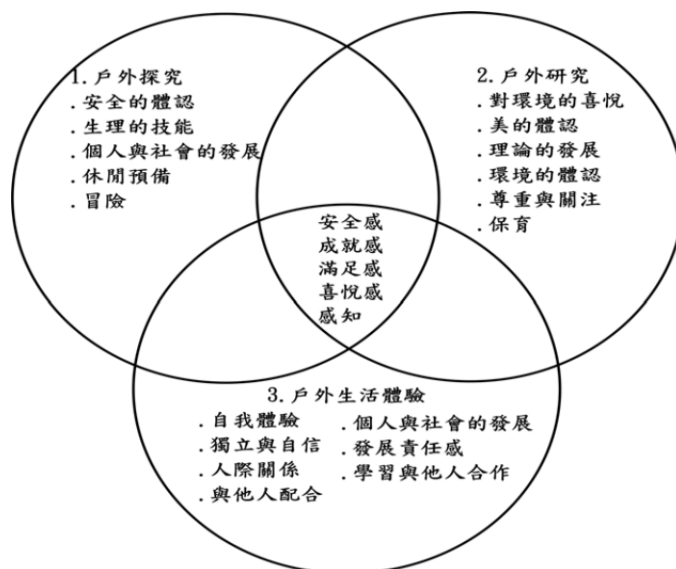 1.戶外探究
.安全的體認
.生理的技能
.個人與社會的發展
.休閒預備
.冒險
2.戶外研究
.對環境的喜悅
.美的體認
.理論的發展
.環境的體認
.尊重與關注
.保育
安全感
成就感
滿足感
喜悅感
感知
3.戶外生活體驗
.自我體驗
.獨立與自信
.人際關係
.與他人配合
.個人與社會的發展
.發展責任感
.學習與他人合作